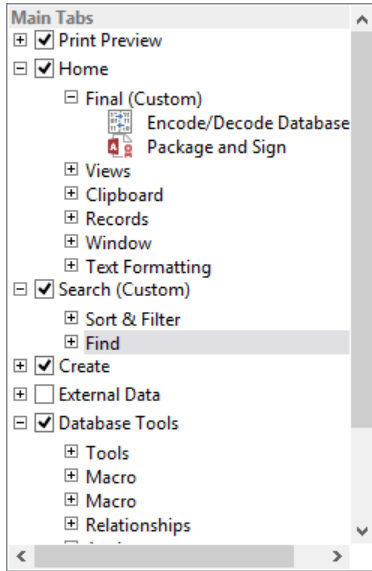 Main Tabs
Print Preview
Home
Final (Custom)
Encode/Decode Database
Package and Sign
Views
Clipboard
Records
Window
Text Formatting
Search (Custom)
Sort & Filter
Find
Create
External Data
Database Tools
Tools
Macro
Macro
Relationships